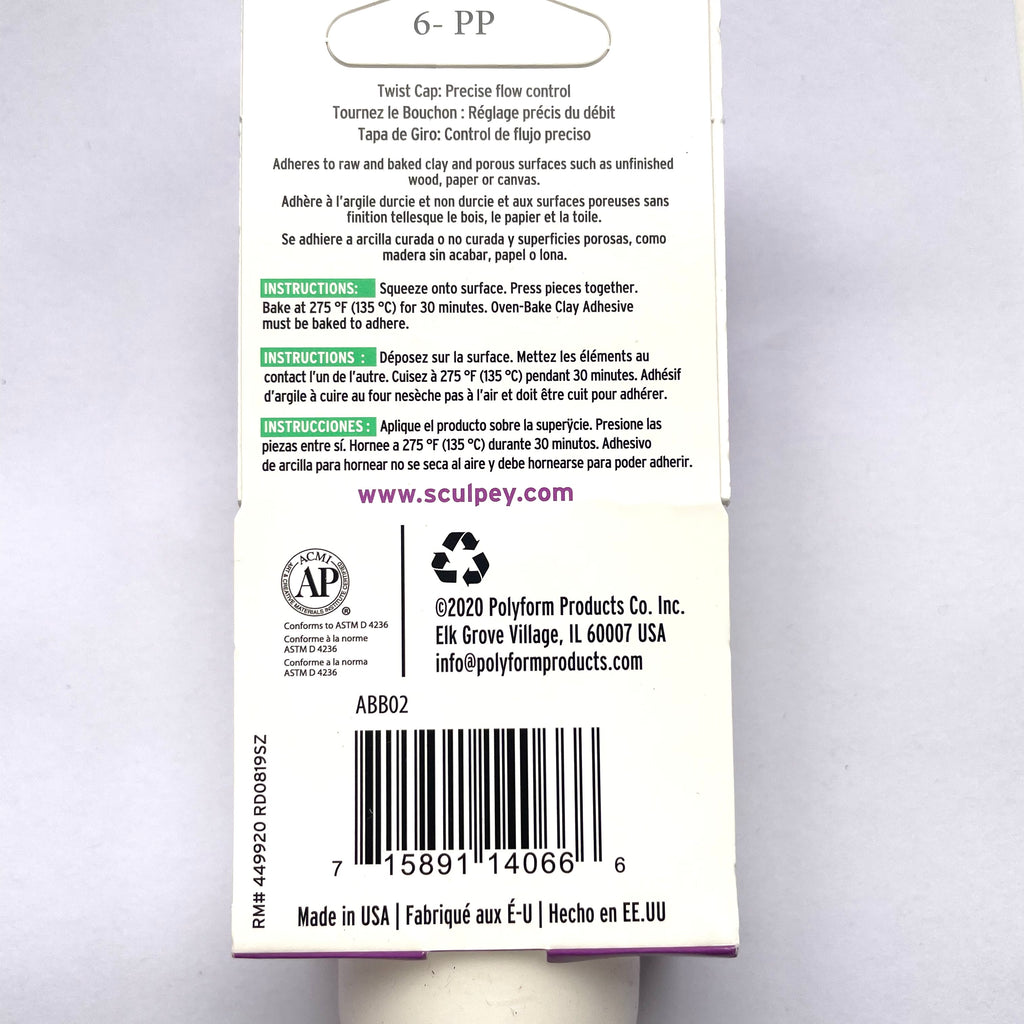 6- PP
Twist Cap: Precise flow control
Tournez le Bouchon : Réglage précis du débit
Tapa de Giro: Control de flujo preciso
Adheres to raw and baked clay and porous surfaces such as unfinished
wood, paper or canvas.
Adhère à l'argile durcie et non durcie et aux surfaces poreuses sans
finition tellesque le bois, le papier et la toile.
Se adhiere a arcilla curada o no curada y superficies porosas, como
madera sin acabar, papel o lona.
INSTRUCTIONS: Squeeze onto surface. Press pieces together.
Bake at 275 °F (135 °C) for 30 minutes. Oven-Bake Clay Adhesive
must be baked to adhere.
INSTRUCTIONS : Déposez sur la surface. Mettez les éléments au
contact l'un de l'autre. Cuisez à 275 °F (135 °C) pendant 30 minutes. Adhésif
d'argile à cuire au four nesèche pas à l'air et doit être cuit pour adhérer.
INSTRUCCIONES : Aplique el producto sobre la superÿcie. Presione las
piezas entre sí. Hornee a 275 °F (135 °C) durante 30 minutos. Adhesivo
de arcilla para hornear no se seca al aire y debe hornearse para poder adherir.
www.sculpey.com
ACMI
AP
ART & CREATIVE MATERIALS INSTITUTE CERTIFIED
®
Conforms to ASTM D 4236
Conforme à la norme
ASTM D 4236
Conforme a la norma
ASTM D 4236
©2020 Polyform Products Co. Inc.
Elk Grove Village, IL 60007 USA
info@polyformproducts.com
ABB02
RM# 449920 RD0819SZ
7 15891 14066 6
Made in USA | Fabriqué aux É-U | Hecho en EE.UU